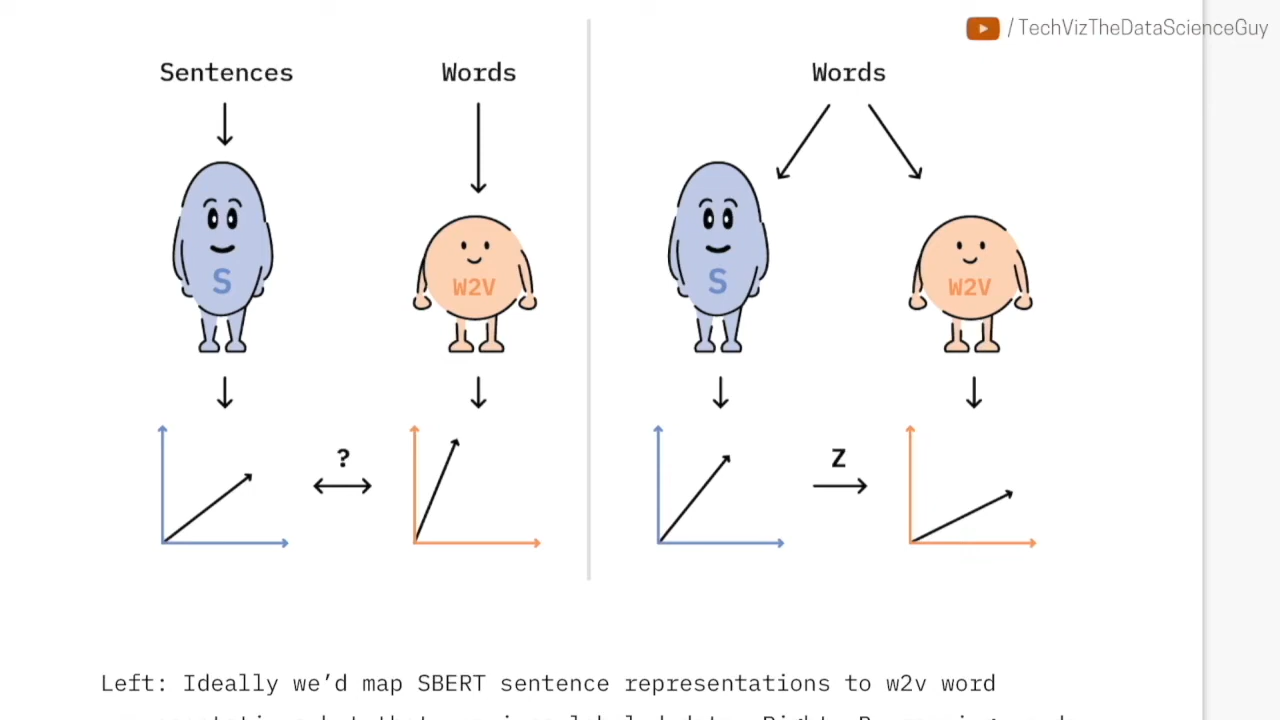 / TechVizTheDataScienceGuy
Sentences
Words
Words
S
W2V
S
W2V
?
Z
Left: Ideally we'd map SBERT sentence representations to w2v word